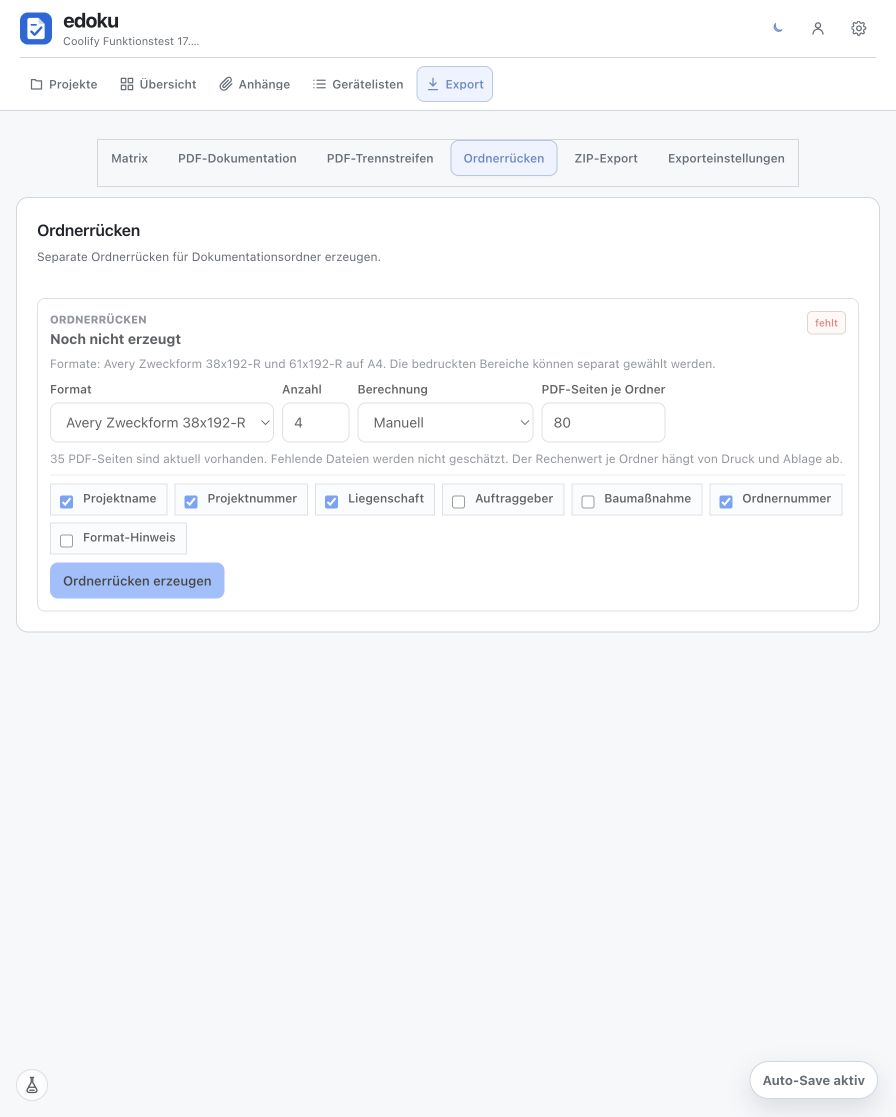 edoku
Coolify Funktionstest 17....
Projekte Übersicht Anhänge Gerätelisten Export
Matrix PDF-Dokumentation PDF-Trennstreifen Ordnerrücken ZIP-Export Exporteinstellungen
Ordnerrücken
Separate Ordnerrücken für Dokumentationsordner erzeugen.
ORDNERRÜCKEN
fehlt
Noch nicht erzeugt
Formate: Avery Zweckform 38x192-R und 61x192-R auf A4. Die bedruckten Bereiche können separat gewählt werden.
Format Anzahl Berechnung PDF-Seiten je Ordner
Avery Zweckform 38x192-R 4 Manuell 80
35 PDF-Seiten sind aktuell vorhanden. Fehlende Dateien werden nicht geschätzt. Der Rechenwert je Ordner hängt von Druck und Ablage ab.
Projektname Projektnummer Liegenschaft Auftraggeber Baumaßnahme Ordnernummer
Format-Hinweis
Ordnerrücken erzeugen
Auto-Save aktiv